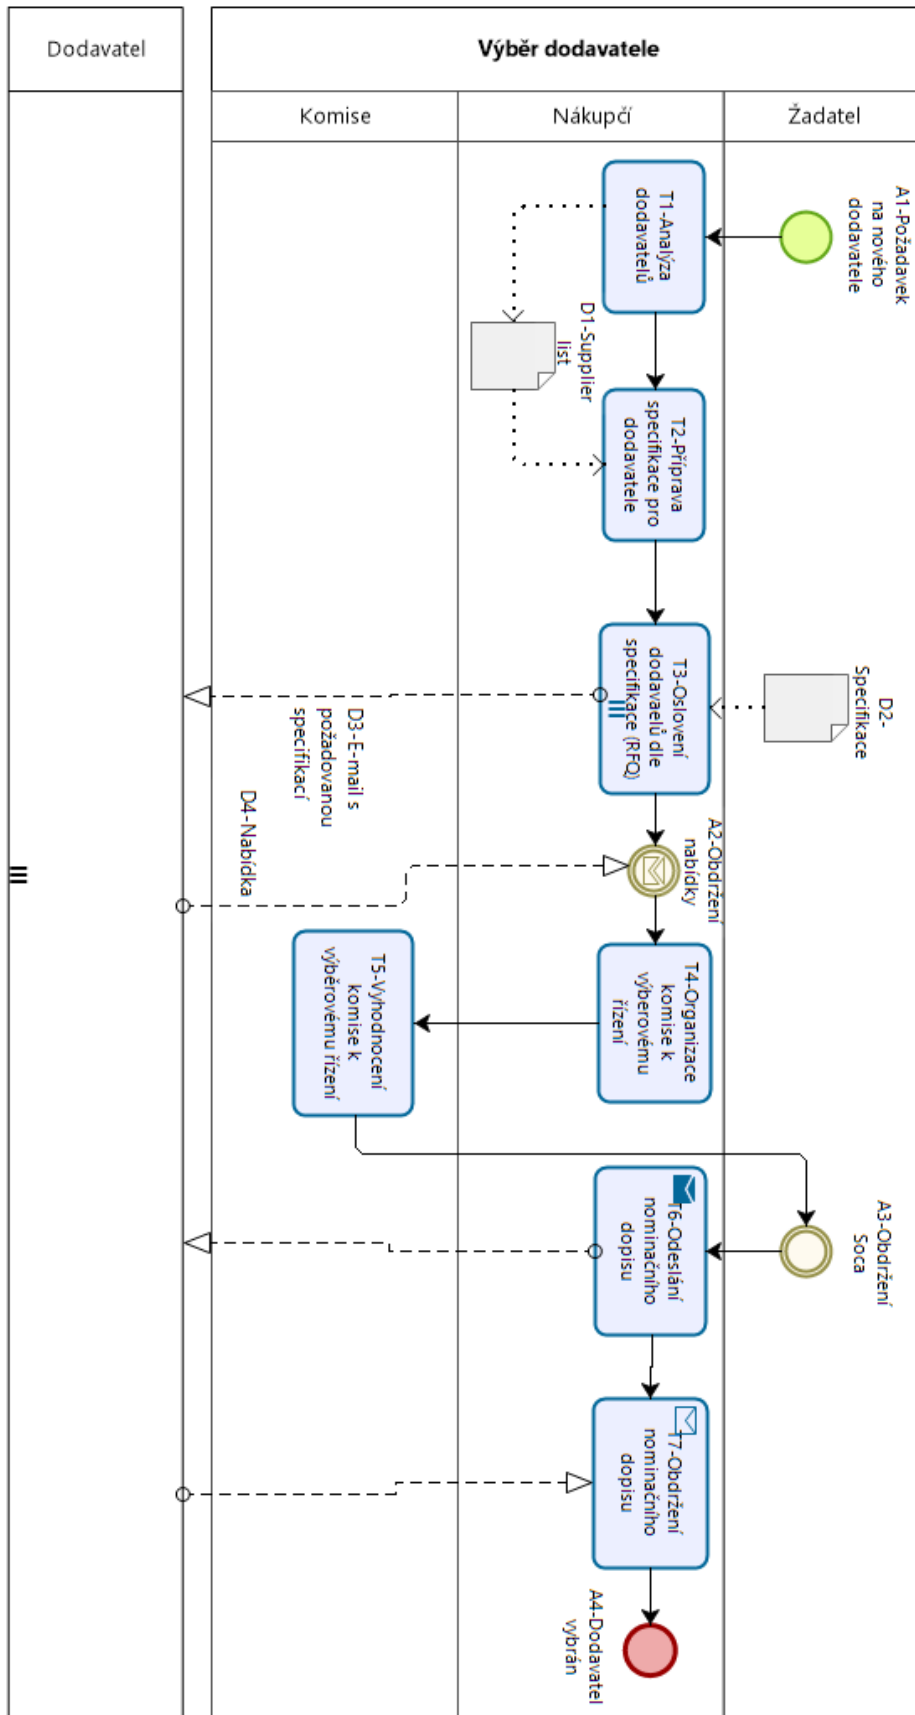 Dodavatel
Výběr dodavatele
Komise
Nákupčí
Žadatel
A1-Požadavek
na nového
dodavatele
T1-Analýza
dodavatelů
D1-Supplier
list
T2-Příprava
specifikace pro
dodavatele
D2-
Specifikace
T3-Oslovení
dodavaelů dle
specifikace (RFQ)
D3-E-mail s
požadovanou
specifikací
D4-Nabídka
A2-Obdržení
nabídky
T4-Organizace
komise k
výberovému
řízení
T5-Vyhodnocení
komise k
výběrovému řízení
A3-Obdržení
Soca
T6-Odeslání
nominačního
dopisu
T7-Obdržení
nominačního
dopisu
A4-Dodavatel
vybrán